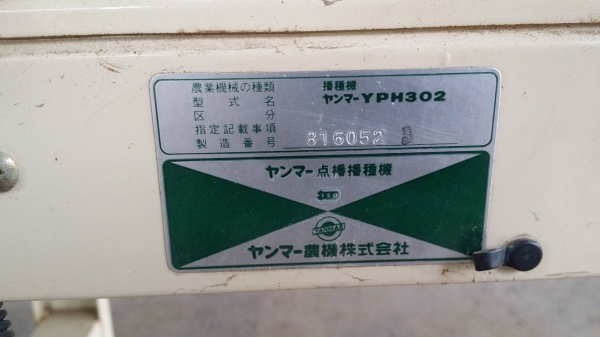 農業機械の種類 播種機
型式名 ヤンマーYPH302
区分
指定記載事項
製造番号 816052
ヤンマー点播播種機
YANMAR
ヤンマー農機株式会社